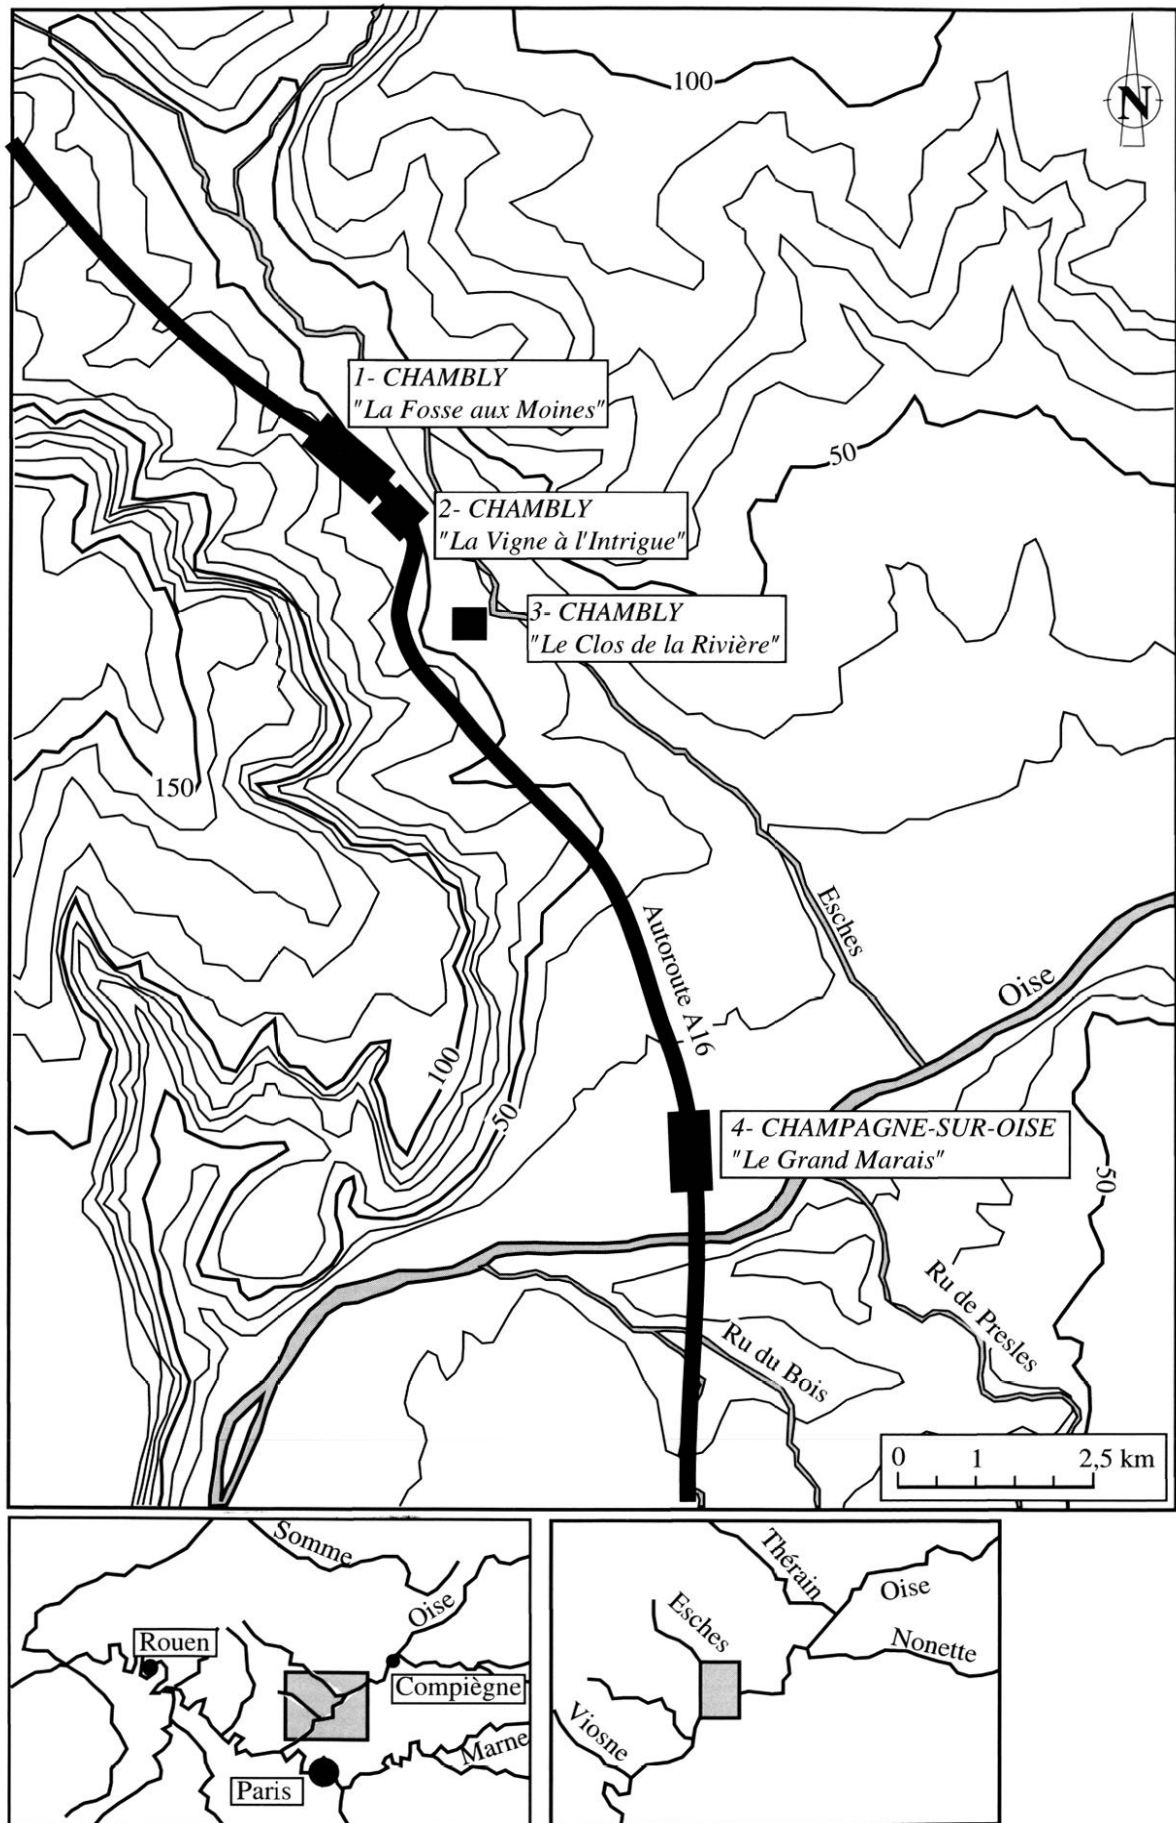 100
N
1- CHAMBLY
"La Fosse aux Moines"
50
2- CHAMBLY
"La Vigne à l'Intrigue"
3- CHAMBLY
"Le Clos de la Rivière"
150
Esches
Autoroute A16
Oise
100
50
4- CHAMPAGNE-SUR-OISE
"Le Grand Marais"
50
Ru de Presles
Ru du Bois
0 1 2,5 km
Somme
Oise
Rouen
Compiègne
Marne
Paris
Thérain
Oise
Esches
Nonette
Viosne